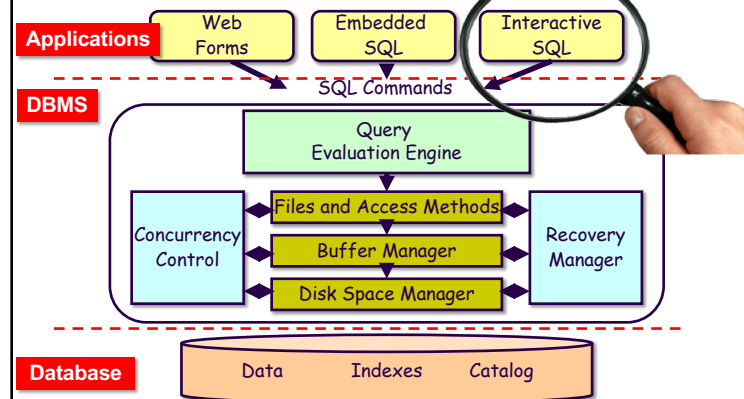 Applications
Web
Forms
Embedded
SQL
Interactive
SQL
SQL Commands
DBMS
Query
Evaluation Engine
Files and Access Methods
Concurrency
Control
Buffer Manager
Recovery
Manager
Disk Space Manager
Database
Data
Indexes
Catalog